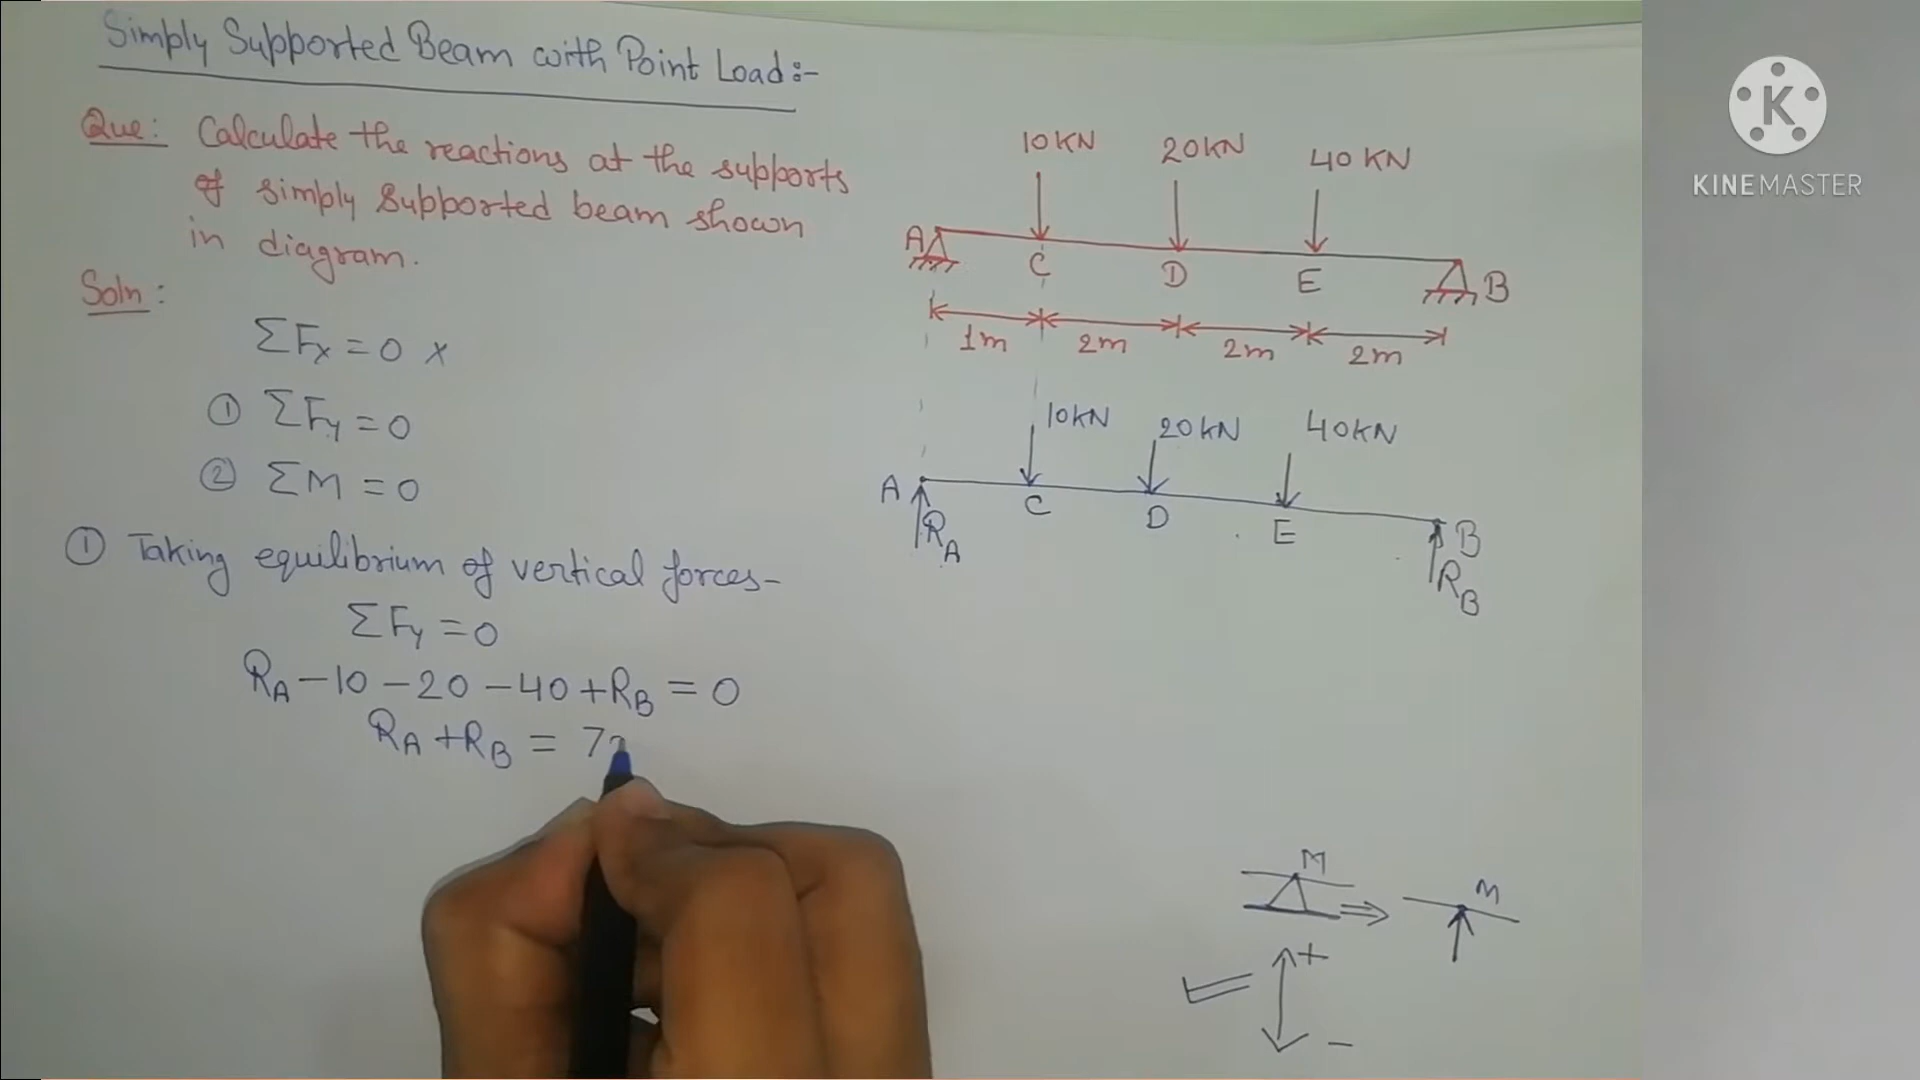 Simply Supported Beam with Point Load:-
Que: Calculate the reactions at the supports
of simply supported beam shown
in diagram.
Soln:
ΣFx = 0 x
① ΣFy = 0
② ΣM = 0
① Taking equilibrium of vertical forces-
ΣFy = 0
RA - 10 - 20 - 40 + RB = 0
RA + RB =
10KN 20KN 40KN
A C D E B
1m 2m 2m 2m
10KN 20KN 40KN
A C D E B
RA RB
M M
+
-
K
KINEMASTER